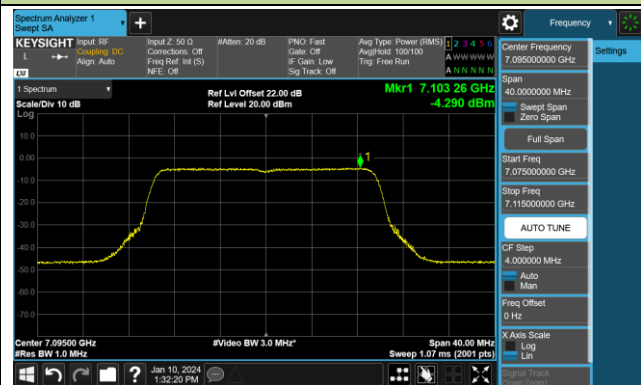 Spectrum Analyzer 1
Swept SA
Frequency
KEYSIGHT
L
LXI
Input: RF
Coupling: DC
Align: Auto
Input Z: 50 Ω
Corrections: Off
Freq Ref: Int (S)
NFE: Off
#Atten: 20 dB
PNO: Fast
Gate: Off
IF Gain: Low
Sig Track: Off
Avg Type: Power (RMS)
Avg|Hold: 100/100
Trig: Free Run
1 2 3 4 5 6
A W W W W W
A N N N N N
1 Spectrum
Scale/Div 10 dB
Log
Ref Lvl Offset 22.00 dB
Ref Level 20.00 dBm
Mkr1 7.103 26 GHz
-4.290 dBm
10.0
0.00
-10.0
-20.0
-30.0
-40.0
-50.0
-60.0
-70.0
1
Center 7.09500 GHz
#Res BW 1.0 MHz
#Video BW 3.0 MHz*
Span 40.00 MHz
Sweep 1.07 ms (2001 pts)
Center Frequency
7.095000000 GHz
Span
40.0000000 MHz
Swept Span
Zero Span
Full Span
Start Freq
7.075000000 GHz
Stop Freq
7.115000000 GHz
AUTO TUNE
CF Step
4.000000 MHz
Auto
Man
Freq Offset
0 Hz
X Axis Scale
Log
Lin
Signal Track
(Span Zoom)
Settings
?
Jan 10, 2024
1:32:20 PM